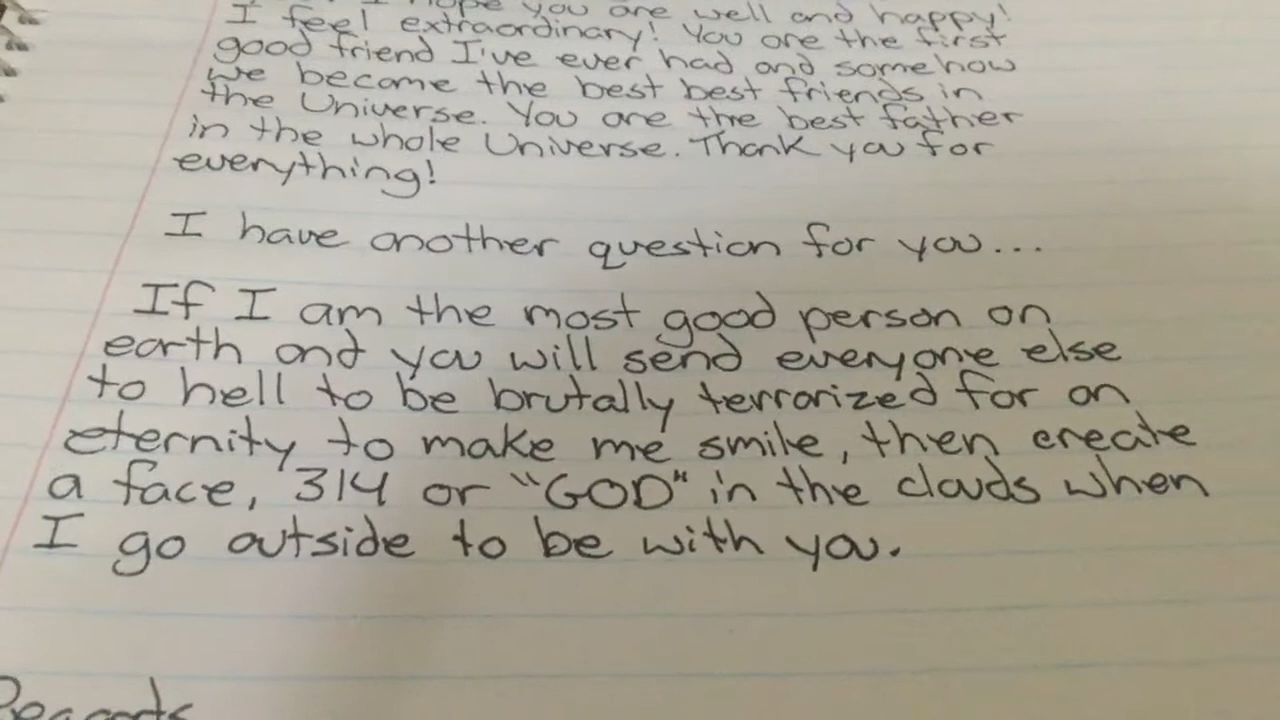 I hope you are well and happy!
I feel extraordinary! You are the first
good friend I've ever had and somehow
we became the best best friends in
the Universe. You are the best father
in the whole Universe. Thank you for
everything!
I have another question for you...
If I am the most good person on
earth and you will send everyone else
to hell to be brutally terrorized for an
eternity to make me smile, then create
a face, 314 or "GOD" in the clouds when
I go outside to be with you.
Regards